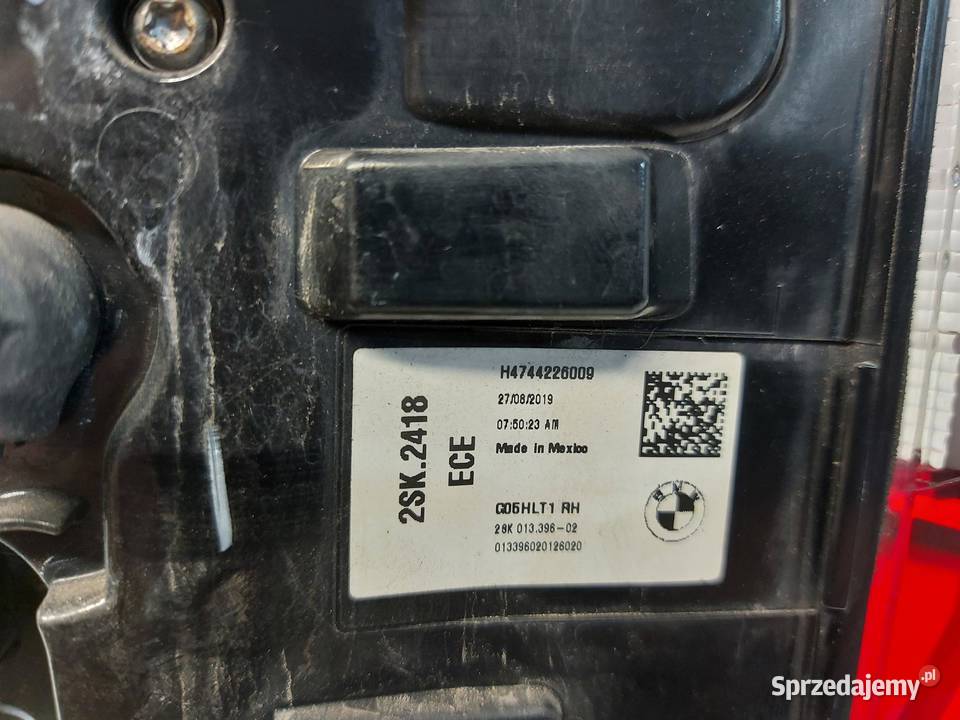 H4744226009
27/08/2019
07:50:23 AM
Made in Mexico
2SK.2418
ECE
G05HLT1 RH
2SK 013.396-02
013396020126020
BMW
Sprzedajemy.pl